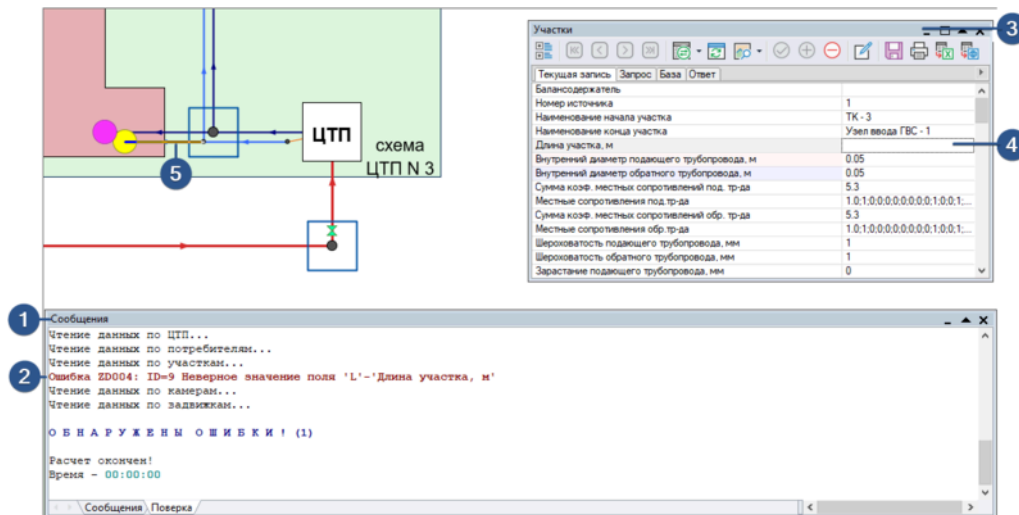 ЦТП
схема
ЦТП N 3
5
Участки
3
Текущая запись Запрос База Ответ
Балансодержатель
Номер источника 1
Наименование начала участка ТК - 3
Наименование конца участка Узел ввода ГВС - 1
Длина участка, м
4
Внутренний диаметр подающего трубопровода, м 0.05
Внутренний диаметр обратного трубопровода, м 0.05
Сумма коэф. местных сопротивлений под. тр-да 5.3
Местные сопротивления под.тр-да 1.0;1;0;0;0;0;0;0;0;0;1;0;0;1;...
Сумма коэф. местных сопротивлений обр. тр-да 5.3
Местные сопротивления обр.тр-да 1.0;1;0;0;0;0;0;0;0;0;1;0;0;1;...
Шероховатость подающего трубопровода, мм 1
Шероховатость обратного трубопровода, мм 1
Зарастание подающего трубопровода, мм 0
1
Сообщения
Чтение данных по ЦТП...
Чтение данных по потребителям...
Чтение данных по участкам...
2
Ошибка ZD004: ID=9 Неверное значение поля 'L'-'Длина участка, м'
Чтение данных по камерам...
Чтение данных по задвижкам...
О Б Н А Р У Ж Е Н Ы О Ш И Б К И ! (1)
Расчет окончен!
Время - 00:00:00
Сообщения Поверка